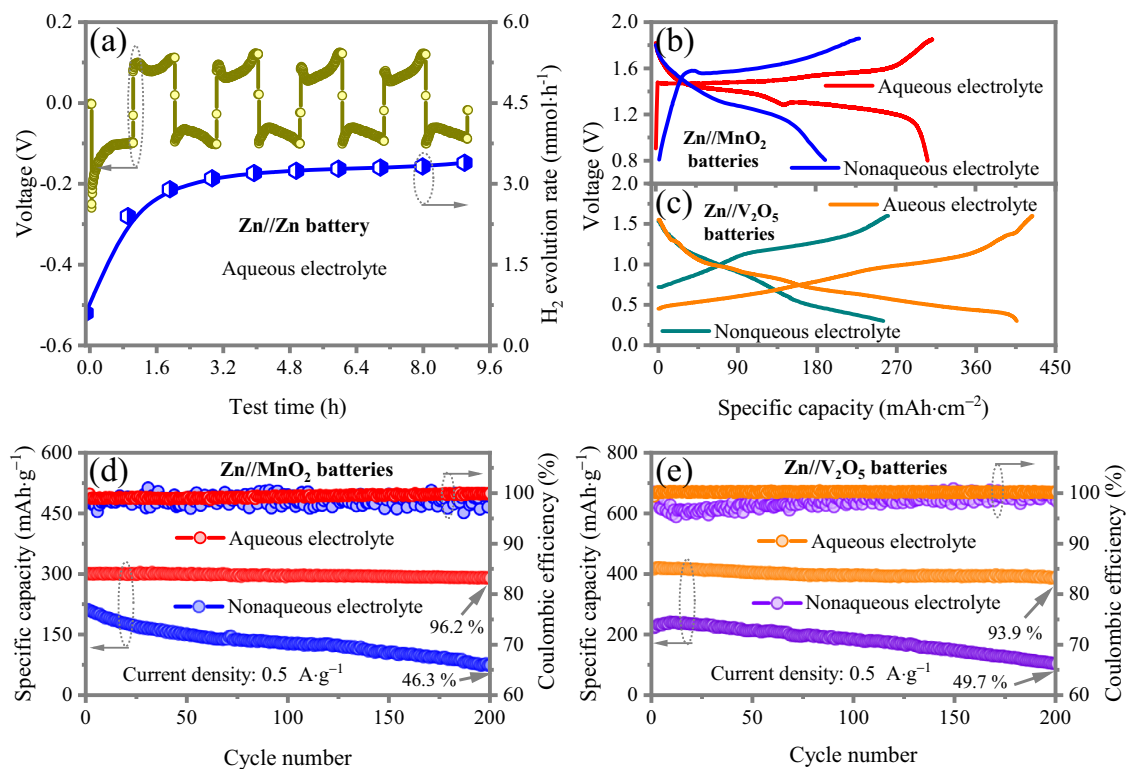 (a)
0.2
0.0
-0.2
-0.4
-0.6
Voltage (V)
6.0
4.5
3.0
1.5
0.0
H₂ evolution rate (mmol·h⁻¹)
Zn//Zn battery
Aqueous electrolyte
0.0 1.6 3.2 4.8 6.4 8.0 9.6
Test time (h)
(b)
2.0
1.6
1.2
0.8
Aqueous electrolyte
Zn//MnO₂
batteries
Nonaqueous electrolyte
Voltage (V)
(c)
2.0
1.5
1.0
0.5
0.0
Aueous electrolyte
Zn//V₂O₅
batteries
Nonqueous electrolyte
0 90 180 270 360 450
Specific capacity (mAh·cm⁻²)
(d)
600
450
300
150
0
Specific capacity (mAh·g⁻¹)
Zn//MnO₂ batteries
Aqueous electrolyte
Nonaqueous electrolyte
96.2 %
Current density: 0.5 A·g⁻¹
46.3 %
100
90
80
70
60
Coulombic efficiency (%)
0 50 100 150 200
Cycle number
(e)
800
600
400
200
0
Specific capacity (mAh·g⁻¹)
Zn//V₂O₅ batteries
Aqueous electrolyte
Nonaqueous electrolyte
93.9 %
Current density: 0.5 A·g⁻¹
49.7 %
100
90
80
70
60
Coulombic efficiency (%)
0 50 100 150 200
Cycle number